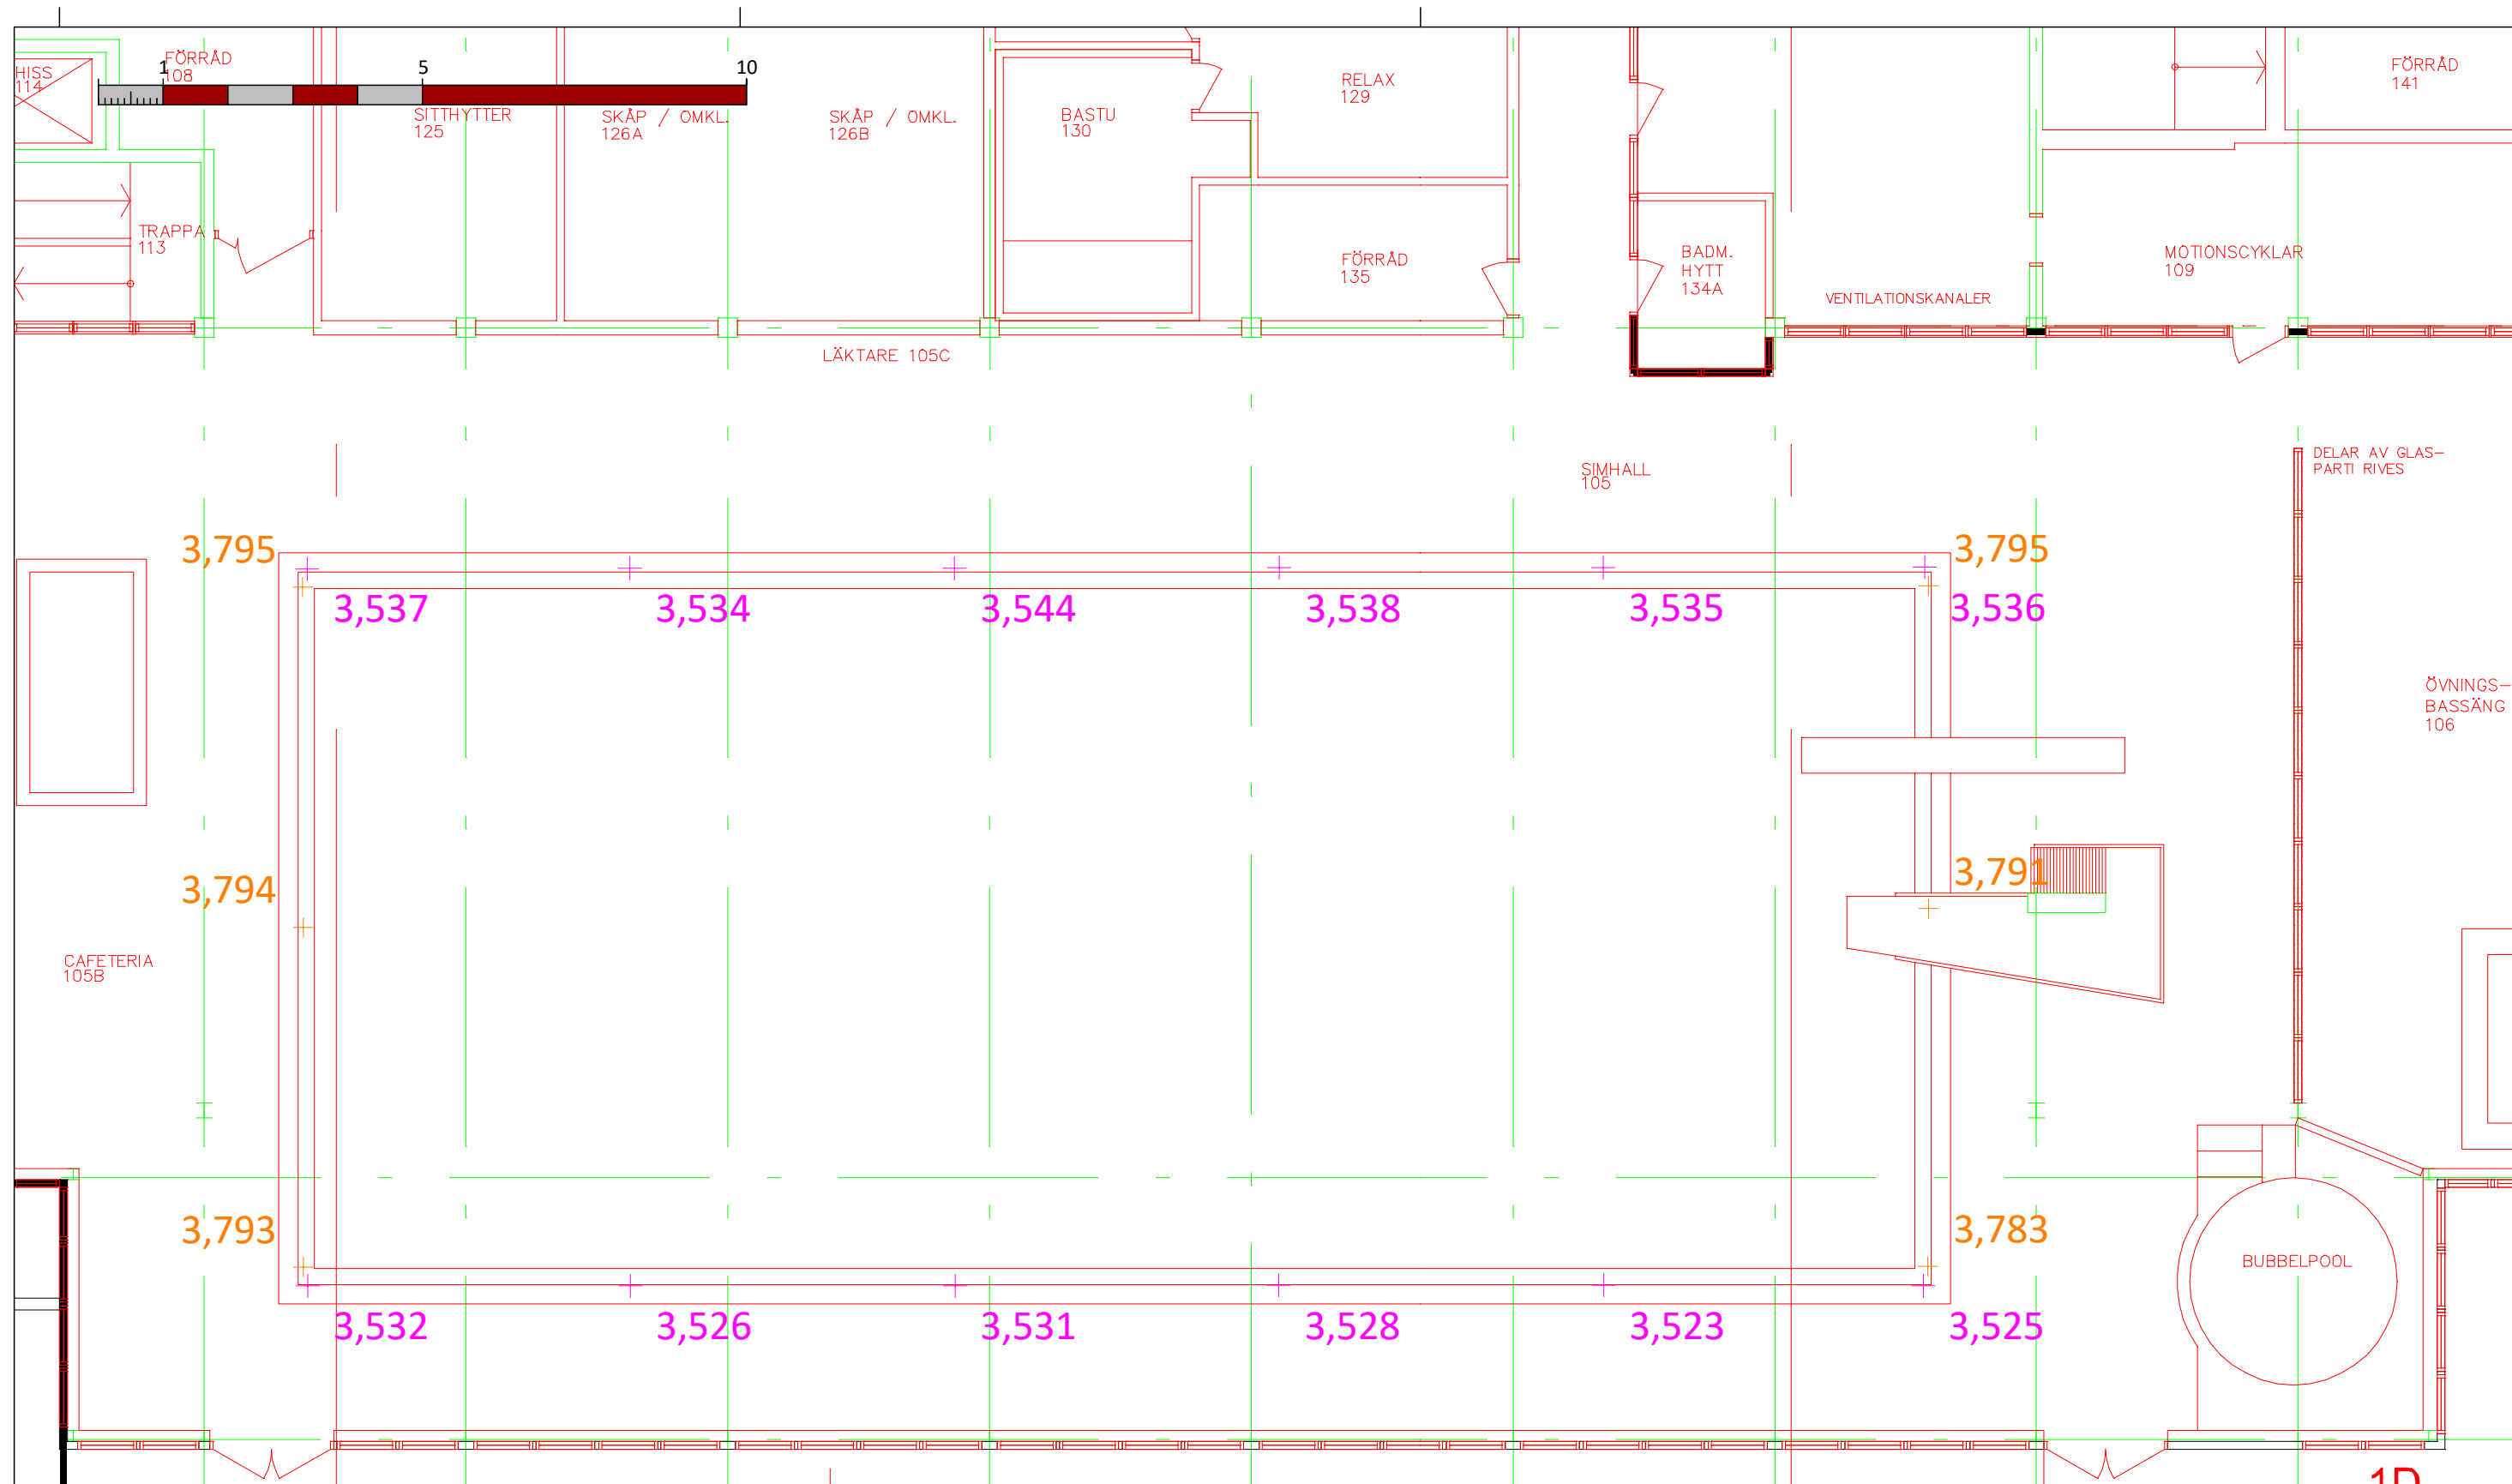 FÖRRÅD
108
HISS
114
1
5
10
SITTHYTTER
125
SKÅP / OMKL.
126A
SKÅP / OMKL.
126B
BASTU
130
RELAX
129
FÖRRÅD
141
TRAPPA
113
FÖRRÅD
135
BADM.
HYTT
134A
VENTILATIONSKANALER
MOTIONSCYKLAR
109
LÄKTARE 105C
SIMHALL
105
DELAR AV GLAS-
PARTI RIVES
3,795
3,795
3,537
3,534
3,544
3,538
3,535
3,536
ÖVNINGS-
BASSÄNG
106
3,794
3,791
CAFETERIA
105B
3,793
3,783
BUBBELPOOL
3,532
3,526
3,531
3,528
3,523
3,525
1D